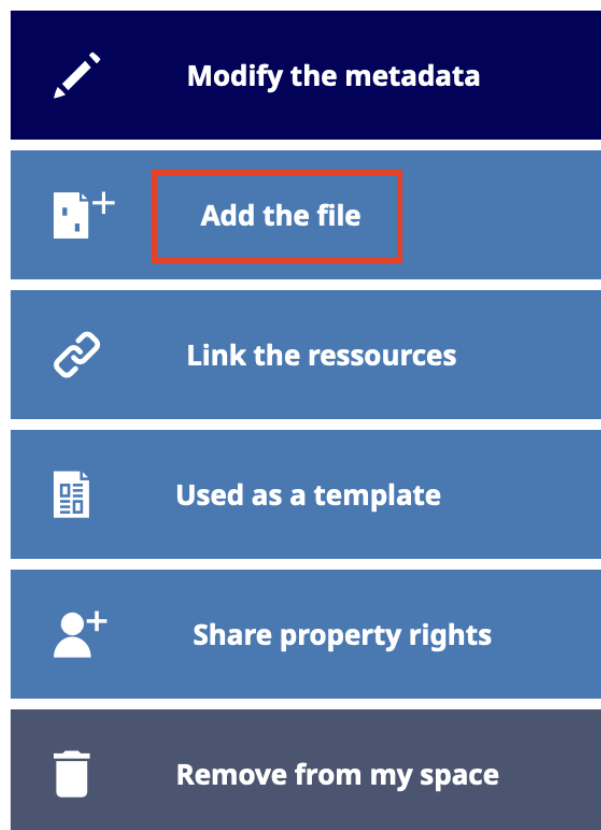 Modify the metadata
Add the file
Link the ressources
Used as a template
Share property rights
Remove from my space